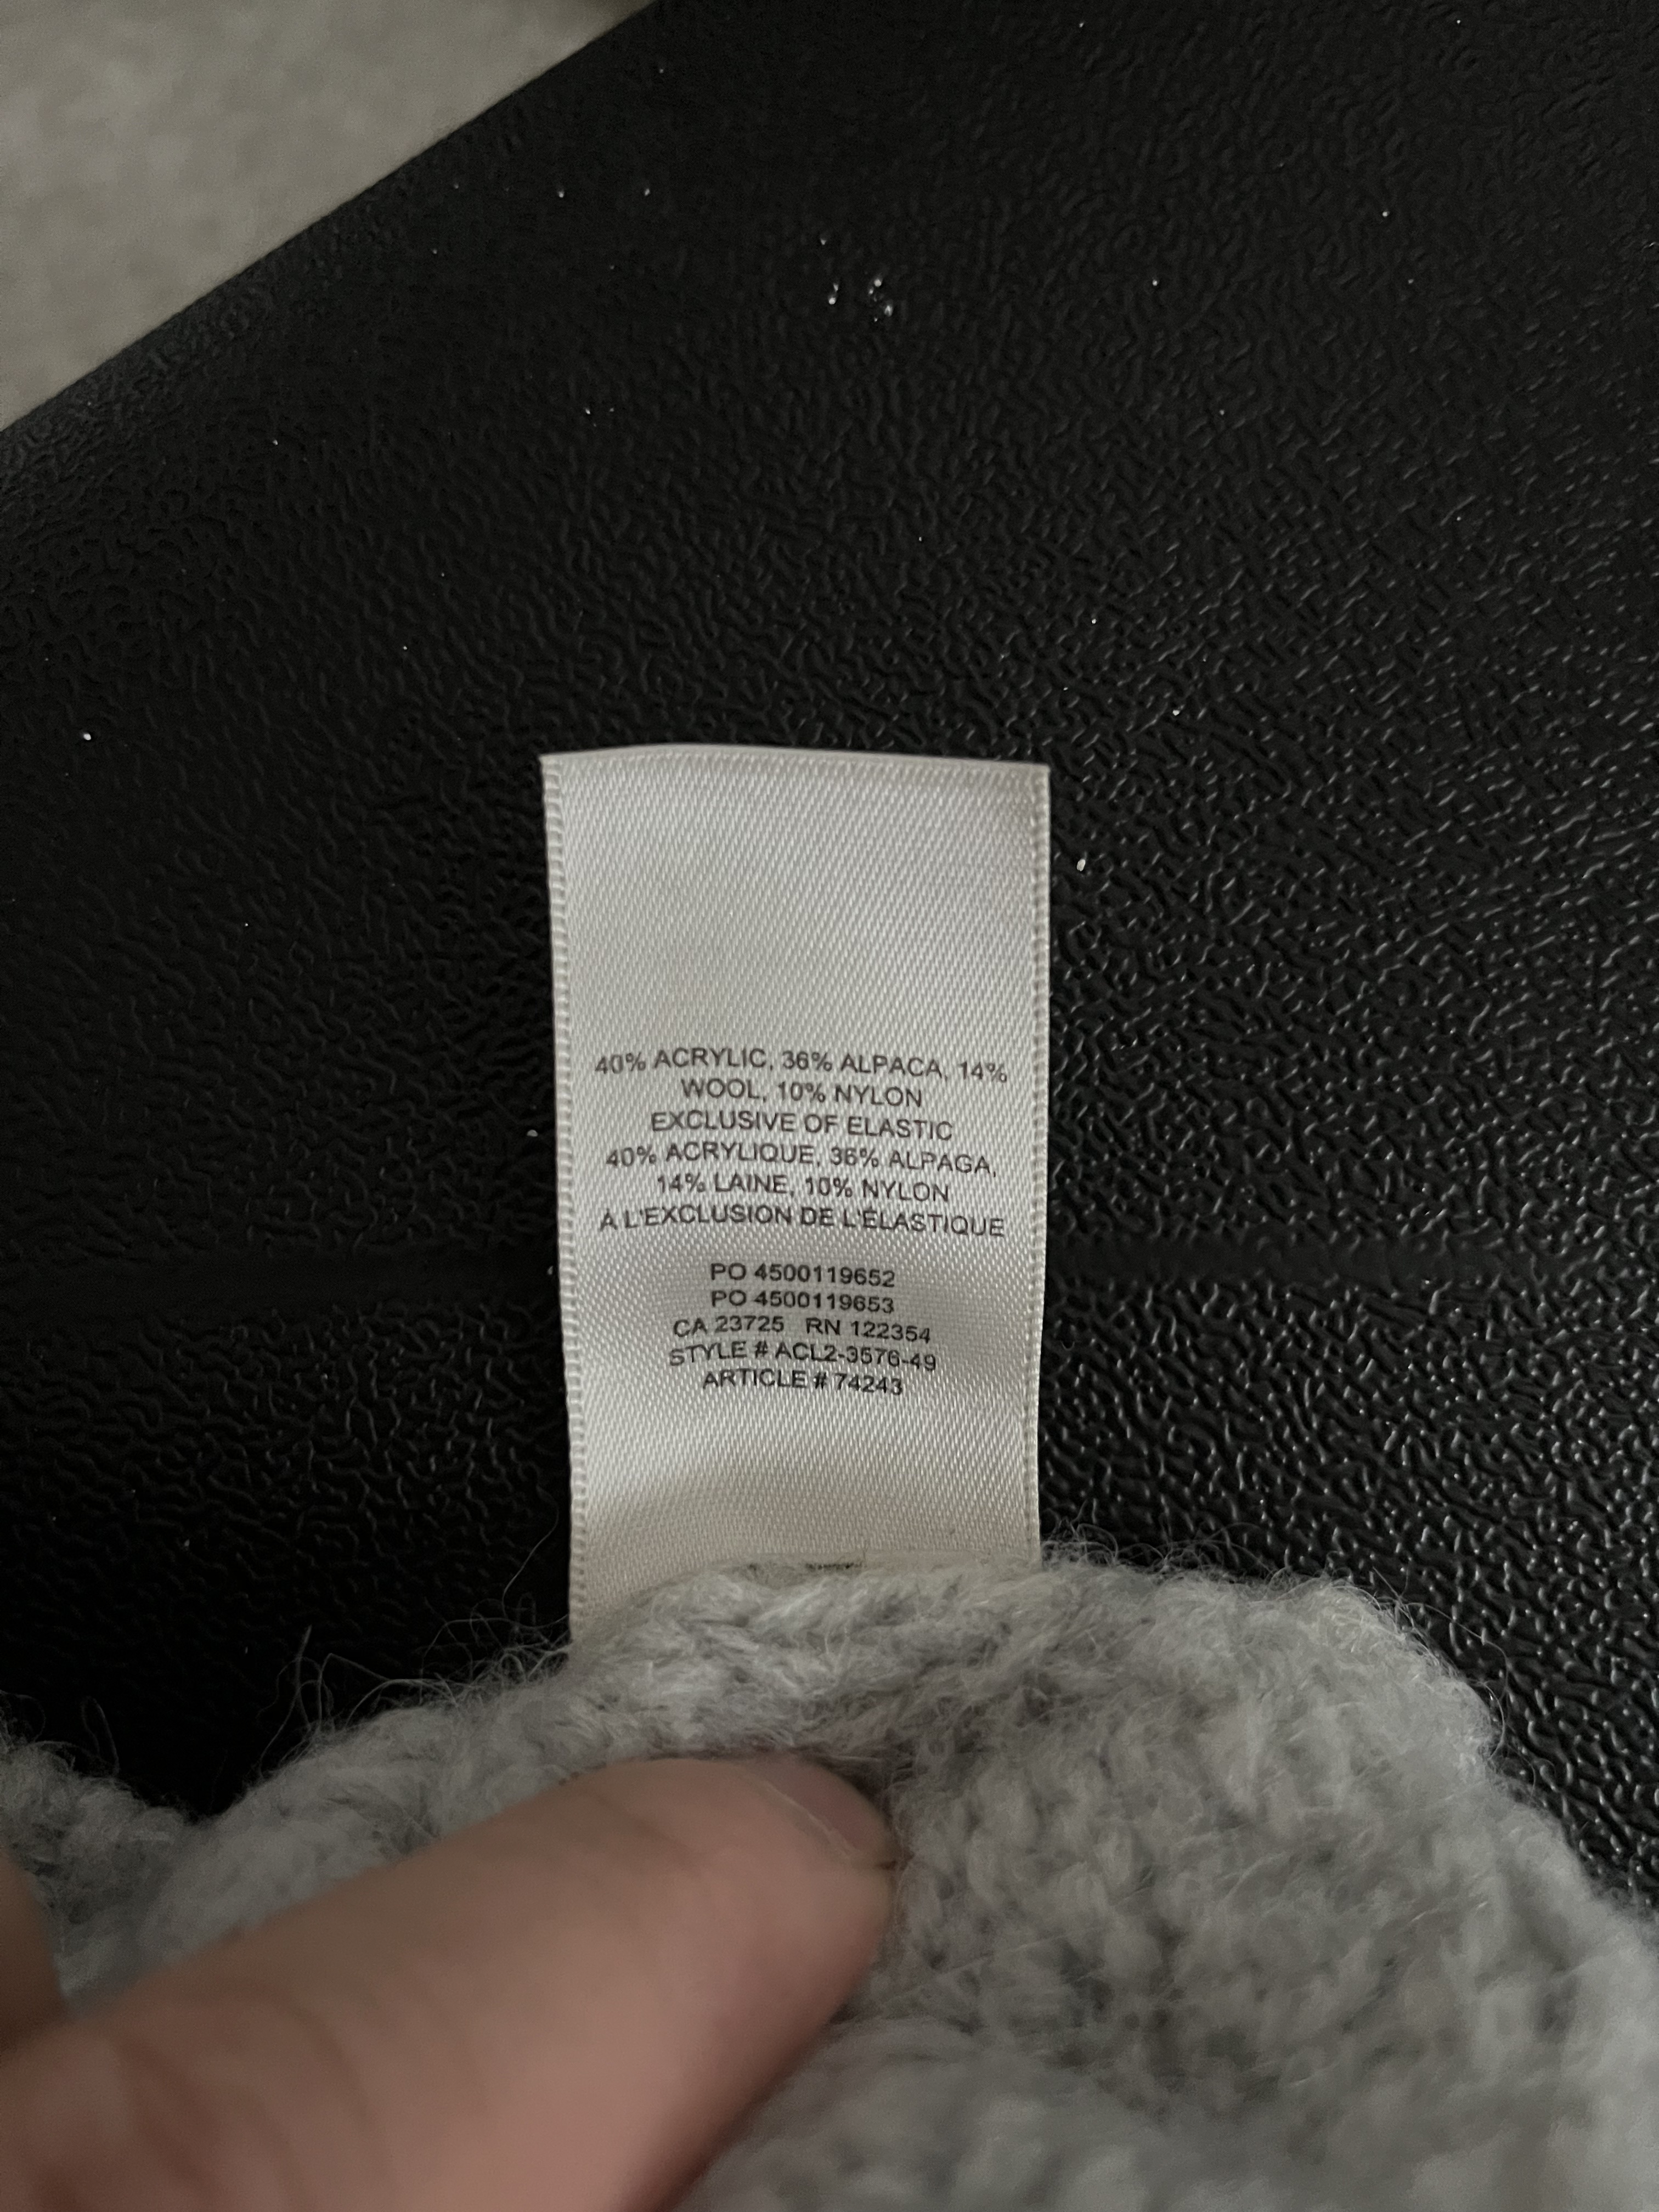 40% ACRYLIC, 36% ALPACA, 14%
WOOL, 10% NYLON
EXCLUSIVE OF ELASTIC
40% ACRYLIQUE, 36% ALPAGA,
14% LAINE, 10% NYLON
À L'EXCLUSION DE L'ÉLASTIQUE
PO 4500119652
PO 4500119653
CA 23725 RN 122354
STYLE # ACL2-3576-49
ARTICLE # 74243